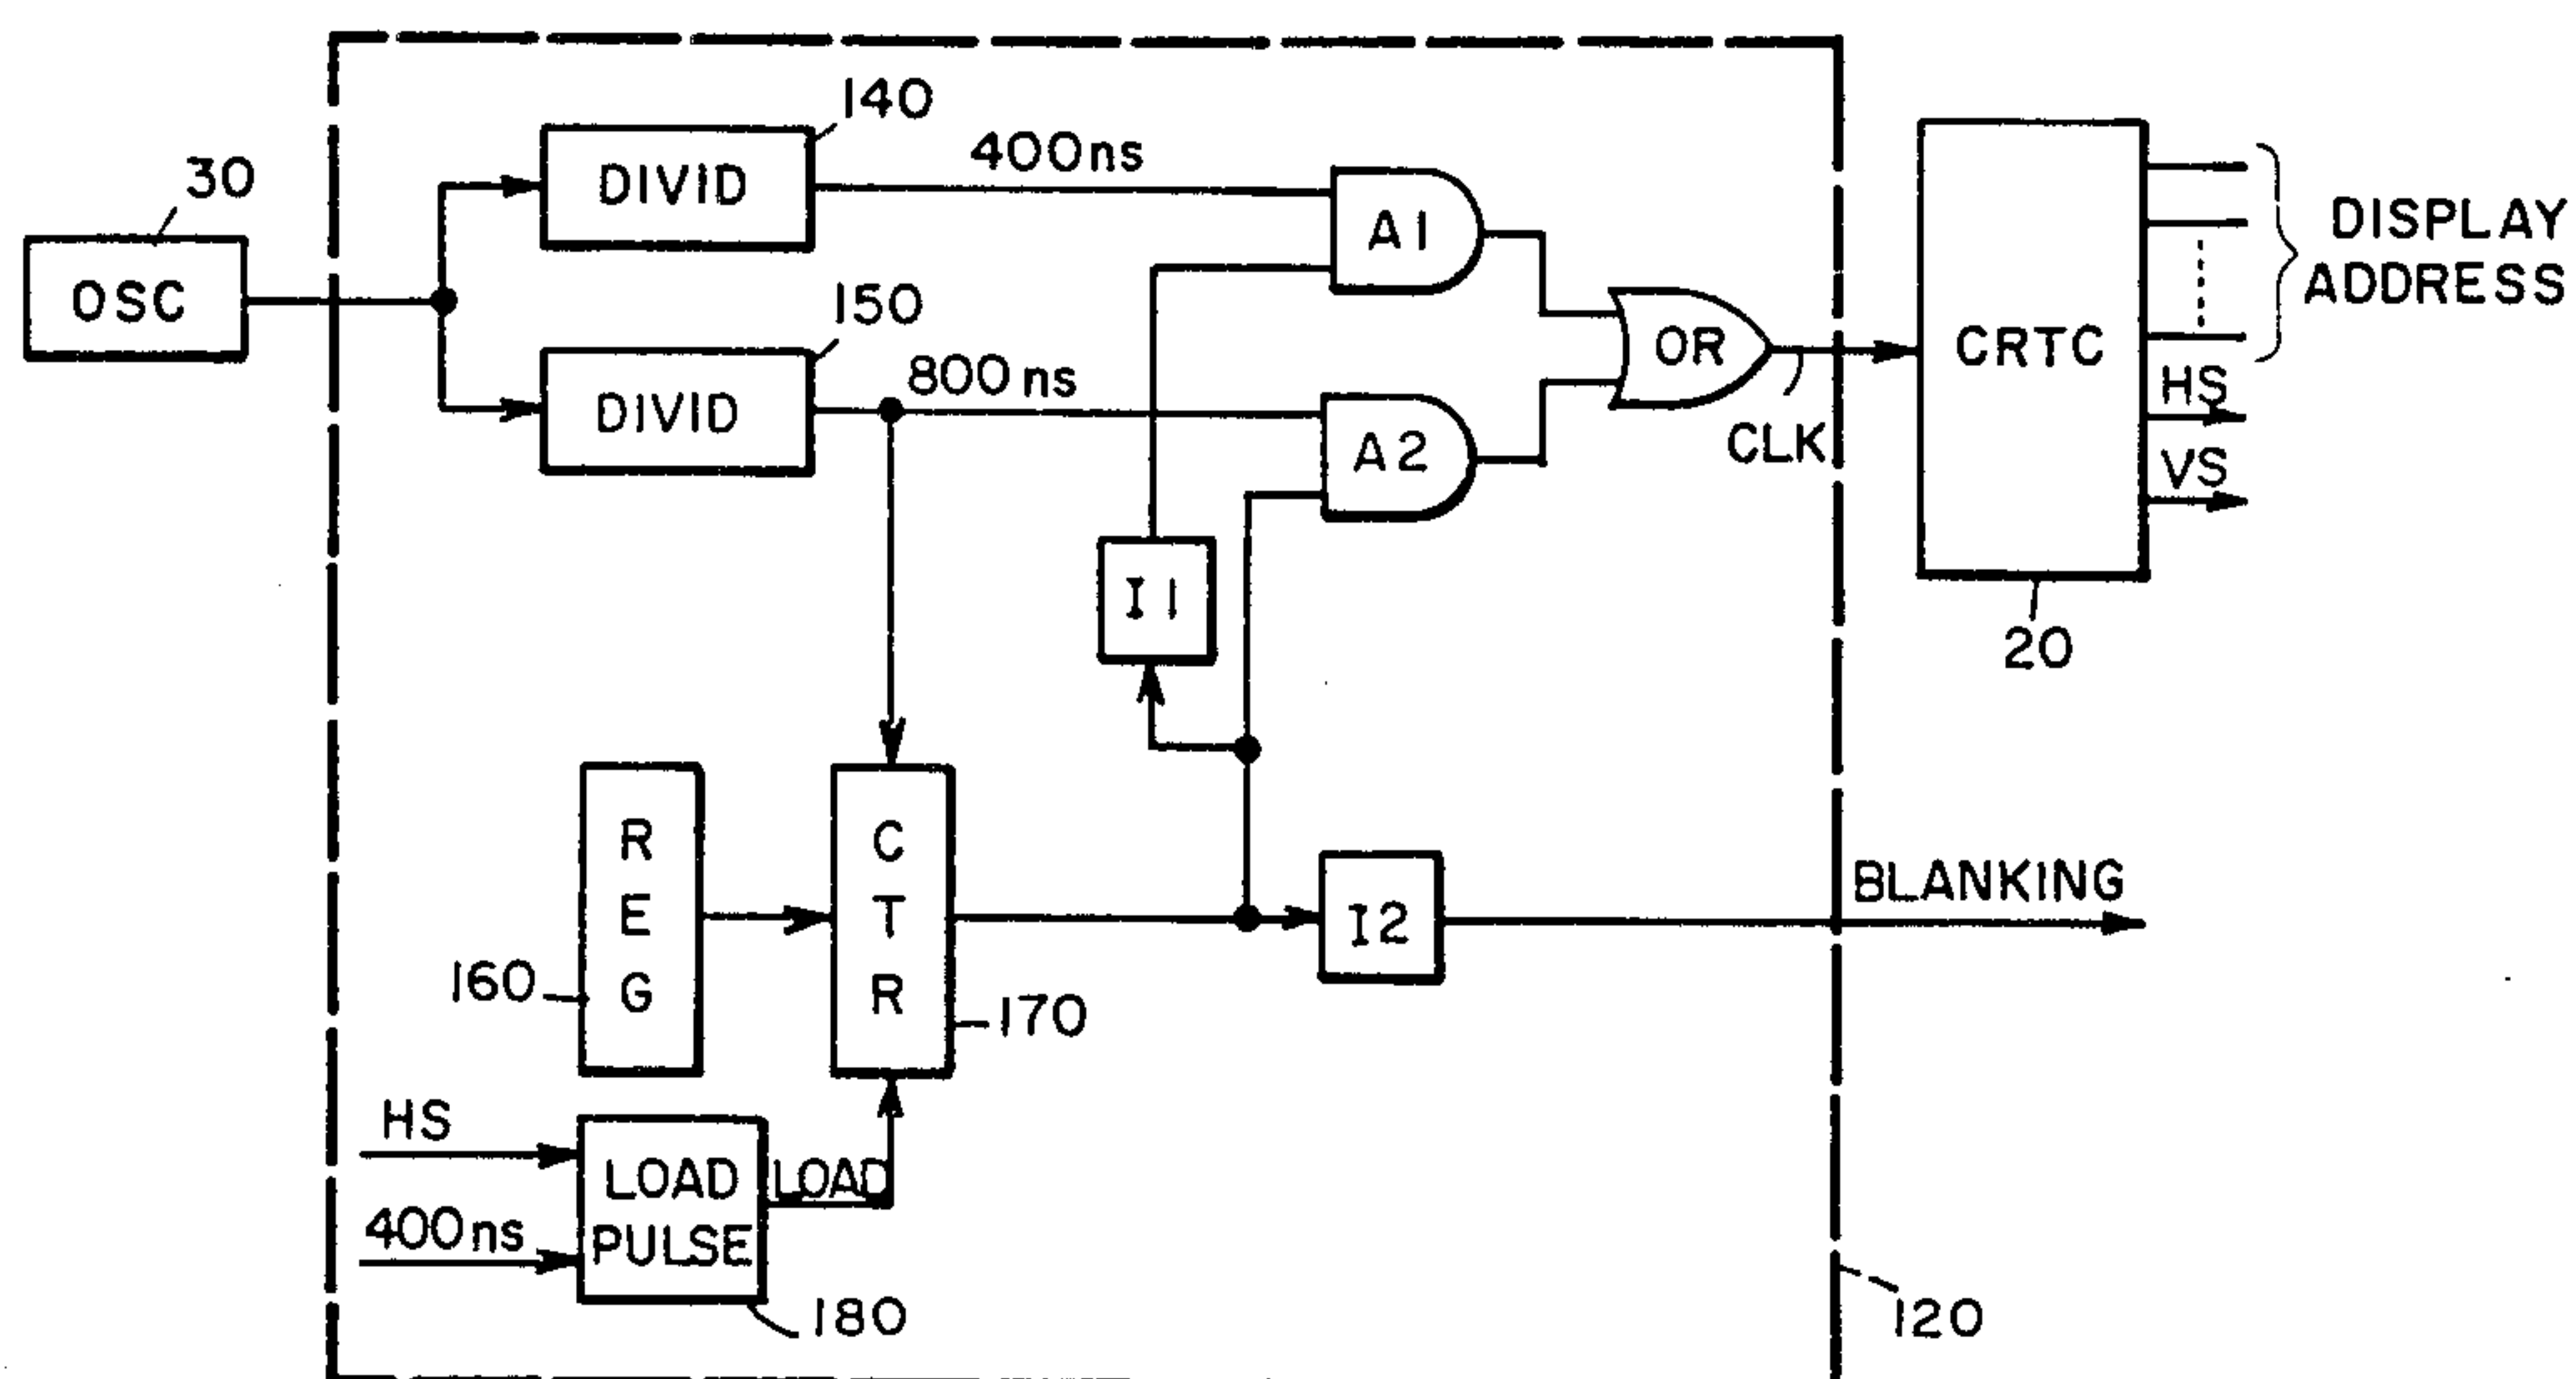 140
400ns
30
DIVID
A1
OSC
150
DISPLAY
ADDRESS
800ns
DIVID
OR
CRTC
A2
CLK
HS
VS
I1
20
R
E
G
C
T
R
160
170
I2
BLANKING
HS
400ns
LOAD
PULSE
LOAD
180
120